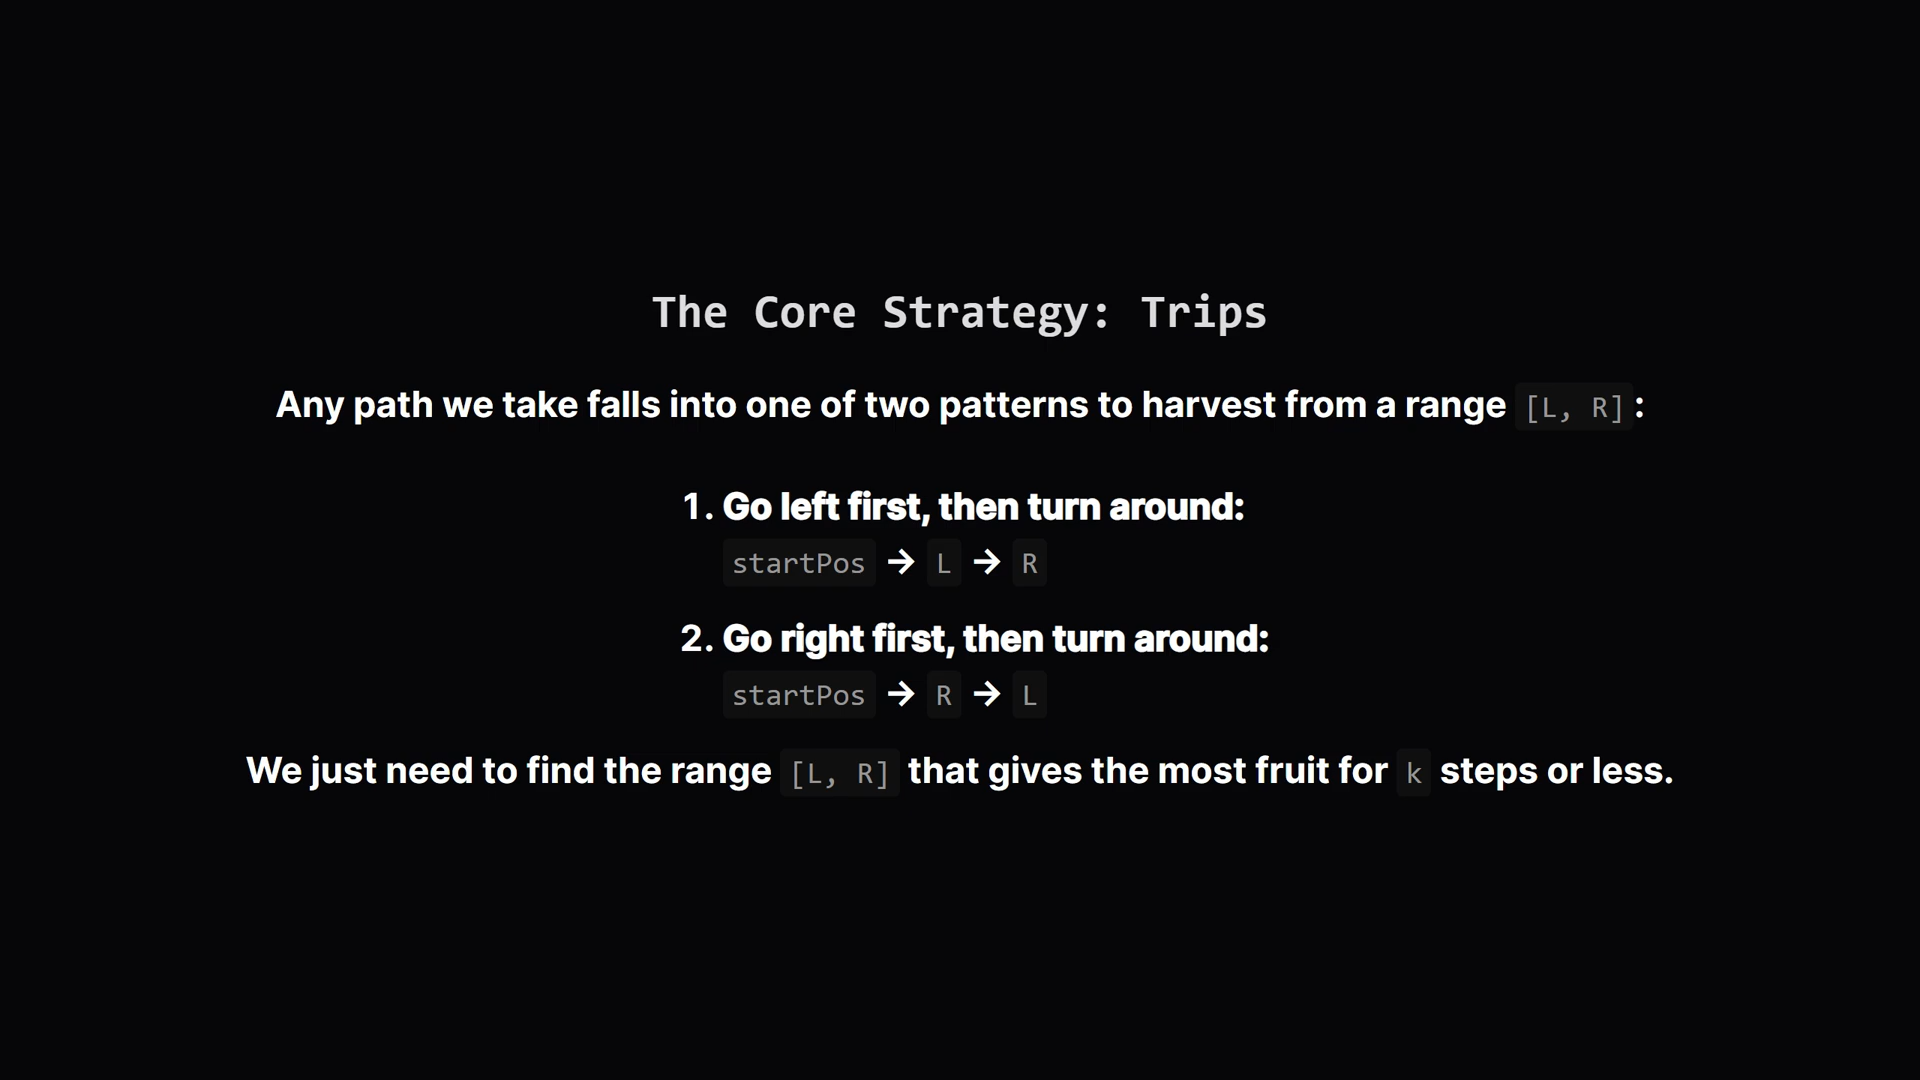 The Core Strategy: Trips
Any path we take falls into one of two patterns to harvest from a range [L, R]:
1. Go left first, then turn around:
startPos → L → R
2. Go right first, then turn around:
startPos → R → L
We just need to find the range [L, R] that gives the most fruit for k steps or less.